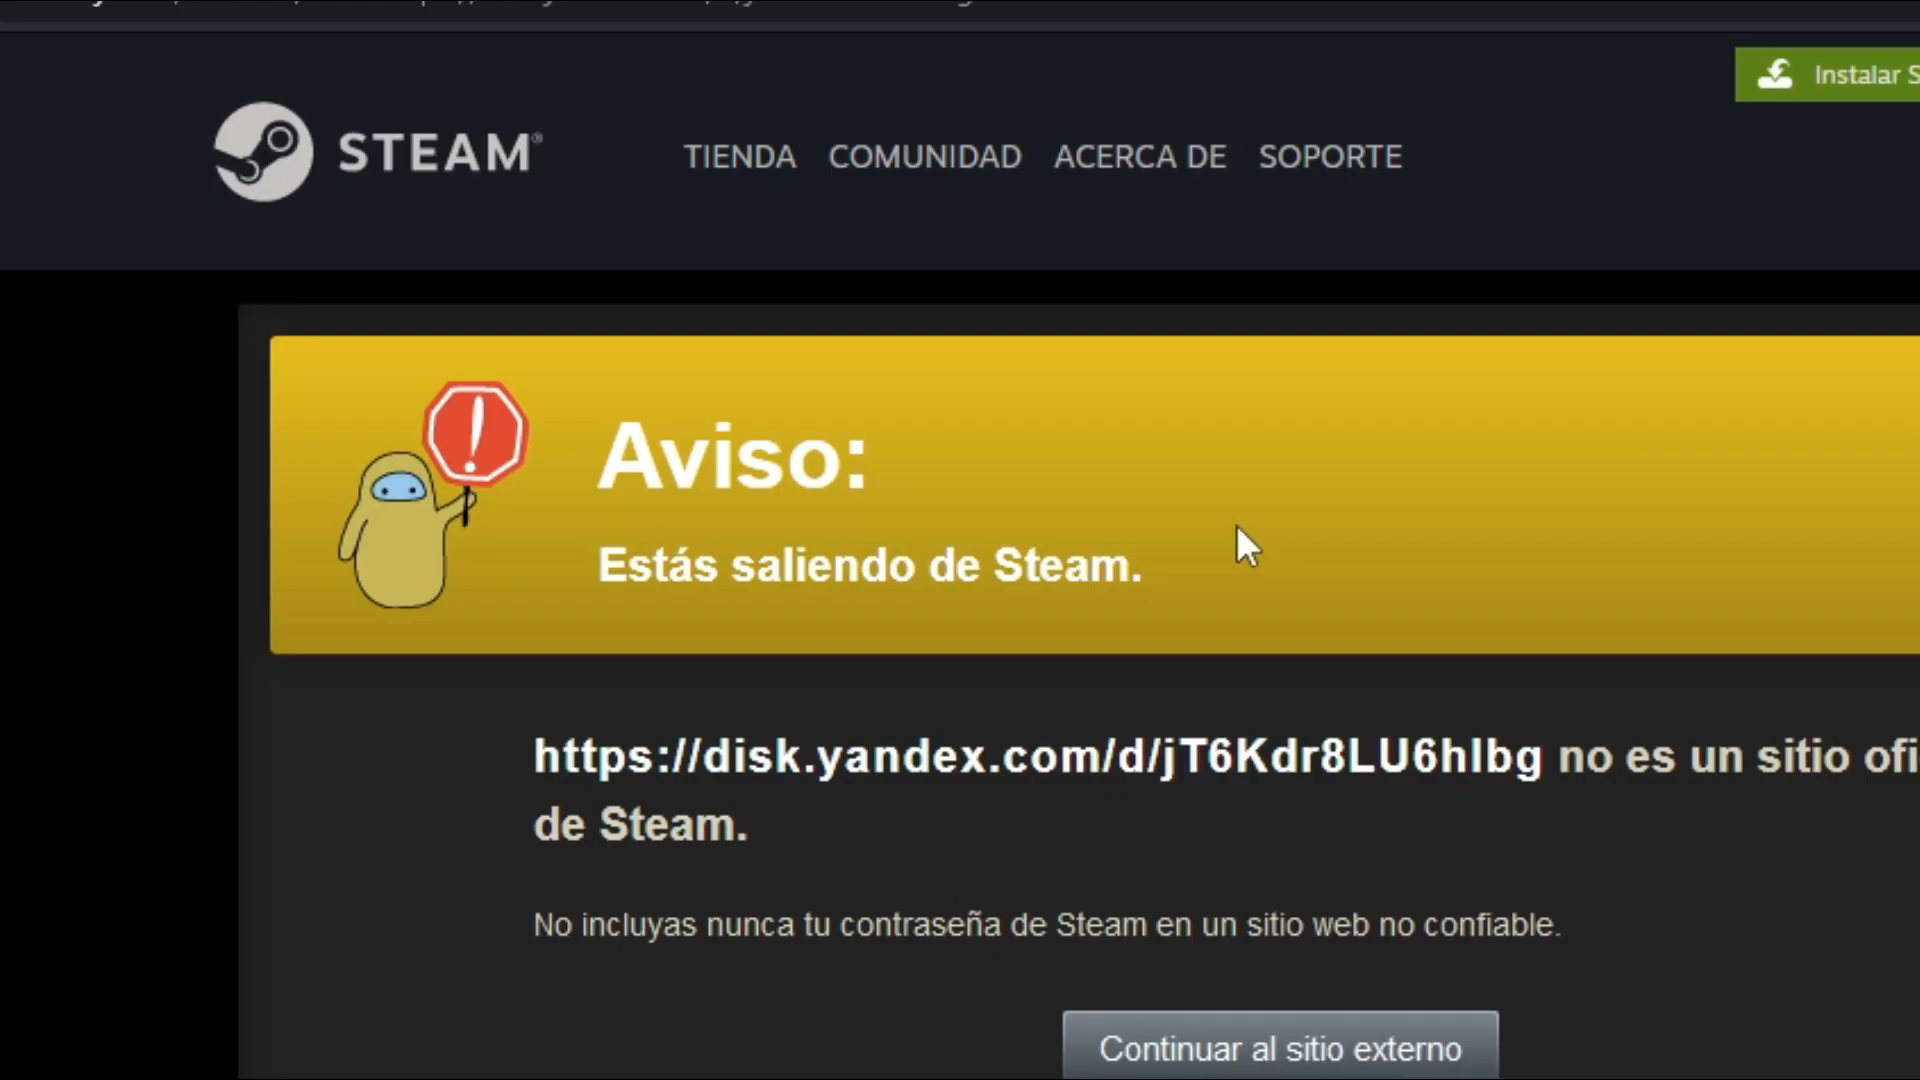 Instalar
STEAM®
TIENDA COMUNIDAD ACERCA DE SOPORTE
Aviso:
Estás saliendo de Steam.
https://disk.yandex.com/d/jT6Kdr8LU6hlbg no es un sitio ofi
de Steam.
No incluyas nunca tu contraseña de Steam en un sitio web no confiable.
Continuar al sitio externo